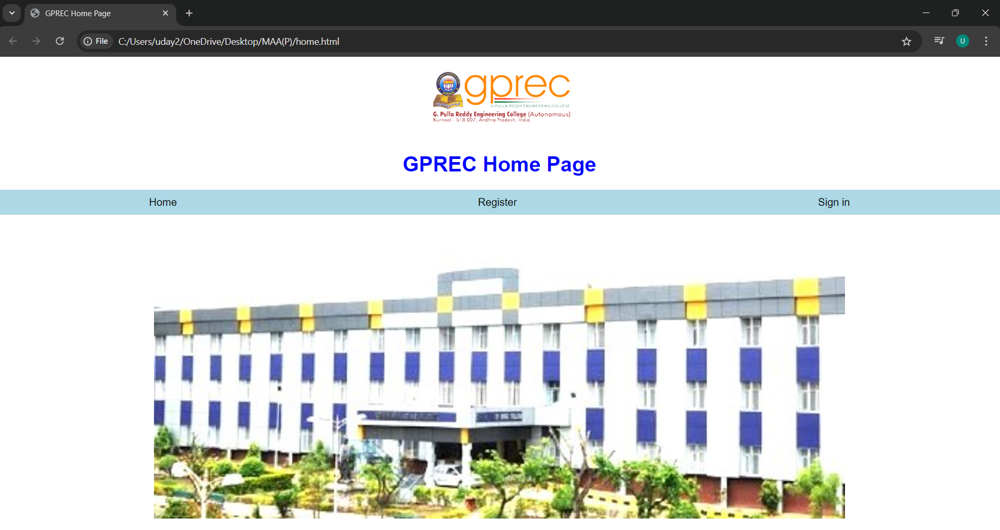 GPREC Home Page
File C:/Users/uday2/OneDrive/Desktop/MAA(P)/home.html
U
gprec
G. PULLA REDDY ENGINEERING COLLEGE
G. Pulla Reddy Engineering College (Autonomous)
Kurnool - 518 007, Andhra Pradesh, India.
GPREC Home Page
Home Register Sign in